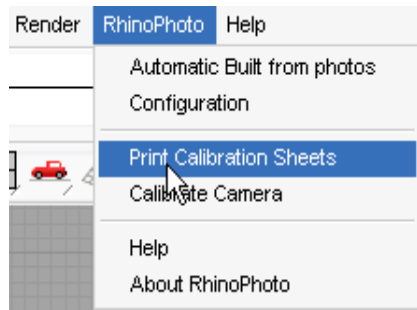 Render RhinoPhoto Help
Automatic Built from photos
Configuration
Print Calibration Sheets
Calibrate Camera
Help
About RhinoPhoto